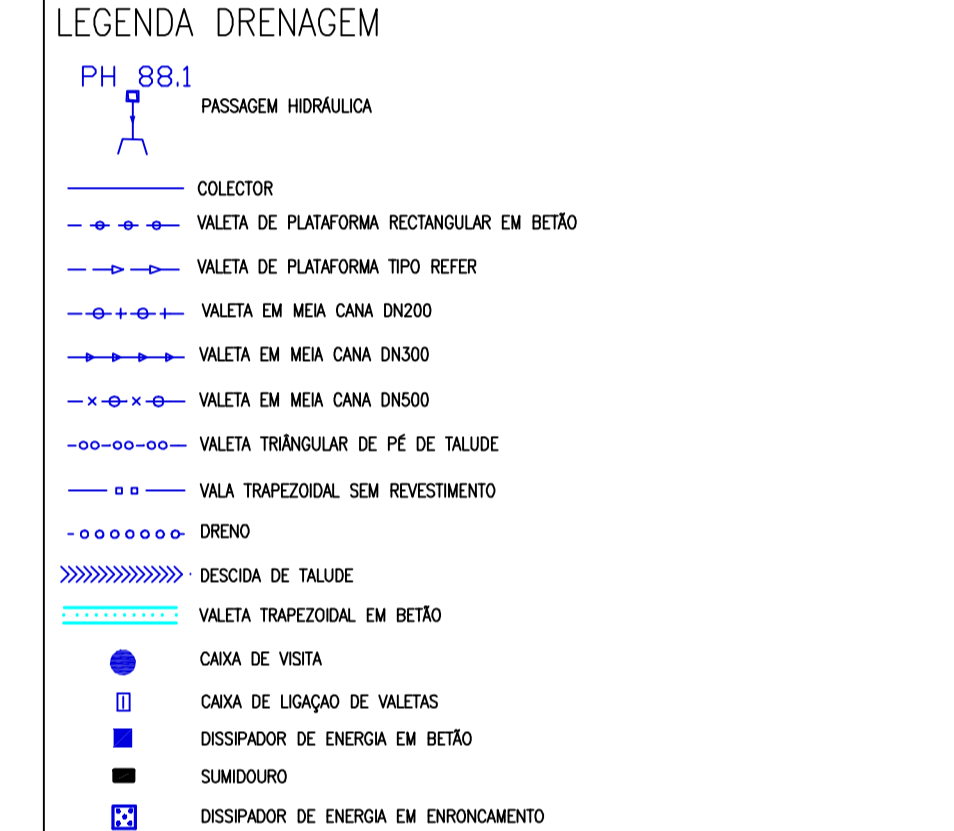 LEGENDA DRENAGEM
PH 88.1
PASSAGEM HIDRÁULICA
COLECTOR
VALETA DE PLATAFORMA RECTANGULAR EM BETÃO
VALETA DE PLATAFORMA TIPO REFER
VALETA EM MEIA CANA DN200
VALETA EM MEIA CANA DN300
VALETA EM MEIA CANA DN500
VALETA TRIÂNGULAR DE PÉ DE TALUDE
VALA TRAPEZOIDAL SEM REVESTIMENTO
DRENO
DESCIDA DE TALUDE
VALETA TRAPEZOIDAL EM BETÃO
CAIXA DE VISITA
CAIXA DE LIGAÇAO DE VALETAS
DISSIPADOR DE ENERGIA EM BETÃO
SUMIDOURO
DISSIPADOR DE ENERGIA EM ENRONCAMENTO